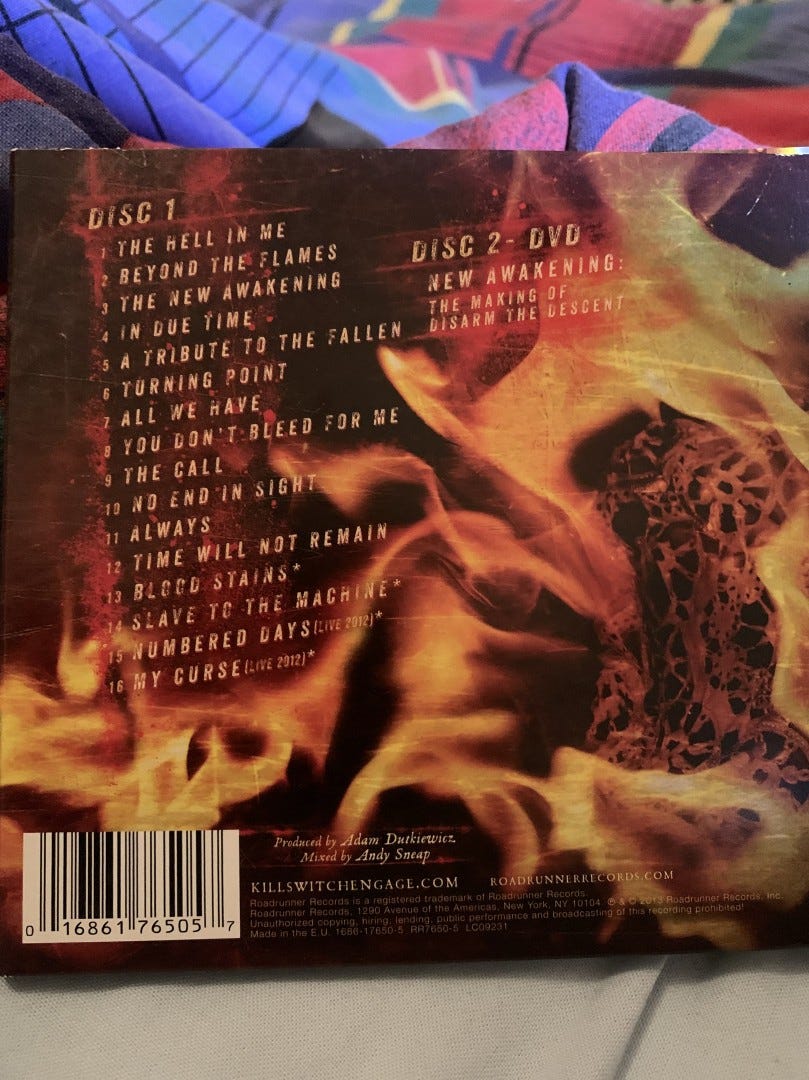 DISC 1
1 THE HELL IN ME
2 BEYOND THE FLAMES
3 THE NEW AWAKENING
4 IN DUE TIME
5 A TRIBUTE TO THE FALLEN
6 TURNING POINT
7 ALL WE HAVE
8 YOU DON'T BLEED FOR ME
9 THE CALL
10 NO END IN SIGHT
11 ALWAYS
12 TIME WILL NOT REMAIN
13 BLOOD STAINS*
14 SLAVE TO THE MACHINE*
15 NUMBERED DAYS (LIVE 2012)*
16 MY CURSE (LIVE 2012)*
DISC 2- DVD
NEW AWAKENING:
THE MAKING OF
DISARM THE DESCENT
0 16861 76505 7
Produced by Adam Dutkiewicz
Mixed by Andy Sneap
KILLSWITCHENGAGE.COM ROADRUNNERRECORDS.COM
Roadrunner Records is a registered trademark of Roadrunner Records.
Roadrunner Records, 1290 Avenue of the Americas, New York, NY 10104 ℗ & © 2013 Roadrunner Records, Inc.
Unauthorized copying, hiring, lending, public performance and broadcasting of this recording prohibited!
Made in the E.U. 1686-17650-5 RR7650-5 LC09231